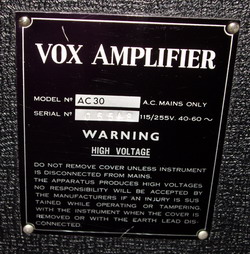 VOX AMPLIFIER
MODEL Nº AC30 A.C. MAINS ONLY
SERIAL Nº 115/255V. 40-60 ~
WARNING
HIGH VOLTAGE
DO NOT REMOVE COVER UNLESS INSTRUMENT
IS DISCONNECTED FROM MAINS.
THE APPARATUS PRODUCES HIGH VOLTAGES
NO RESPONSIBILITY WILL BE ACCEPTED BY
THE MANUFACTURERS IF AN INJURY IS SUS
TAINED WHILE OPERATING OR TAMPERING
WITH THE INSTRUMENT WHEN THE COVER IS
REMOVED OR WITH THE EARTH LEAD DIS
CONNECTED